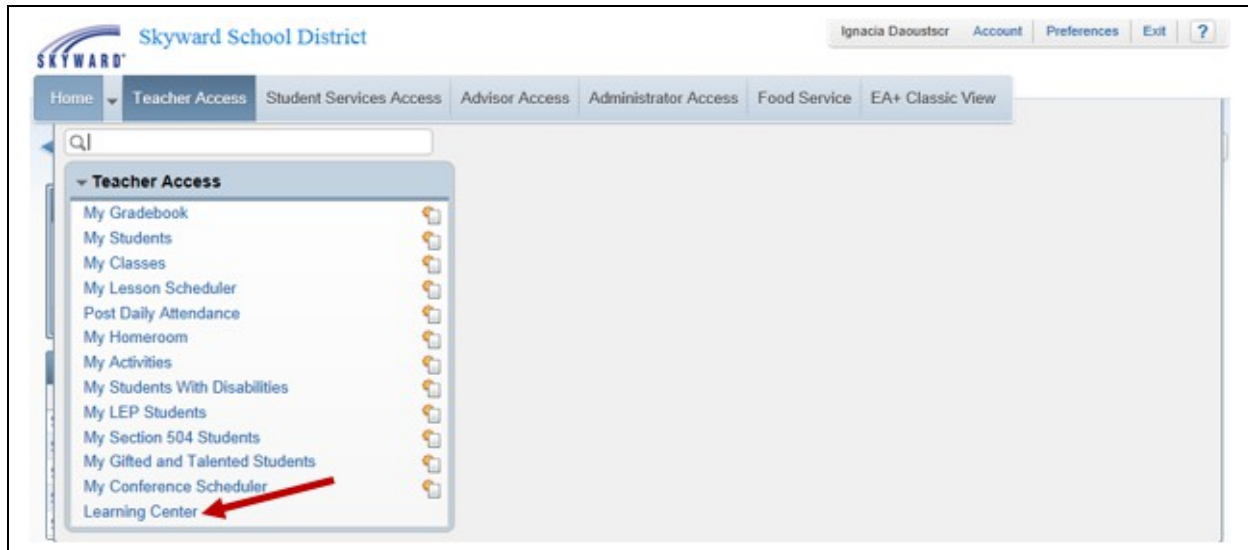 Skyward School District
SKYWARD
Ignacia Daoustscr Account Preferences Exit ?
Home Teacher Access Student Services Access Advisor Access Administrator Access Food Service EA+ Classic View
Teacher Access
My Gradebook
My Students
My Classes
My Lesson Scheduler
Post Daily Attendance
My Homeroom
My Activities
My Students With Disabilities
My LEP Students
My Section 504 Students
My Gifted and Talented Students
My Conference Scheduler
Learning Center